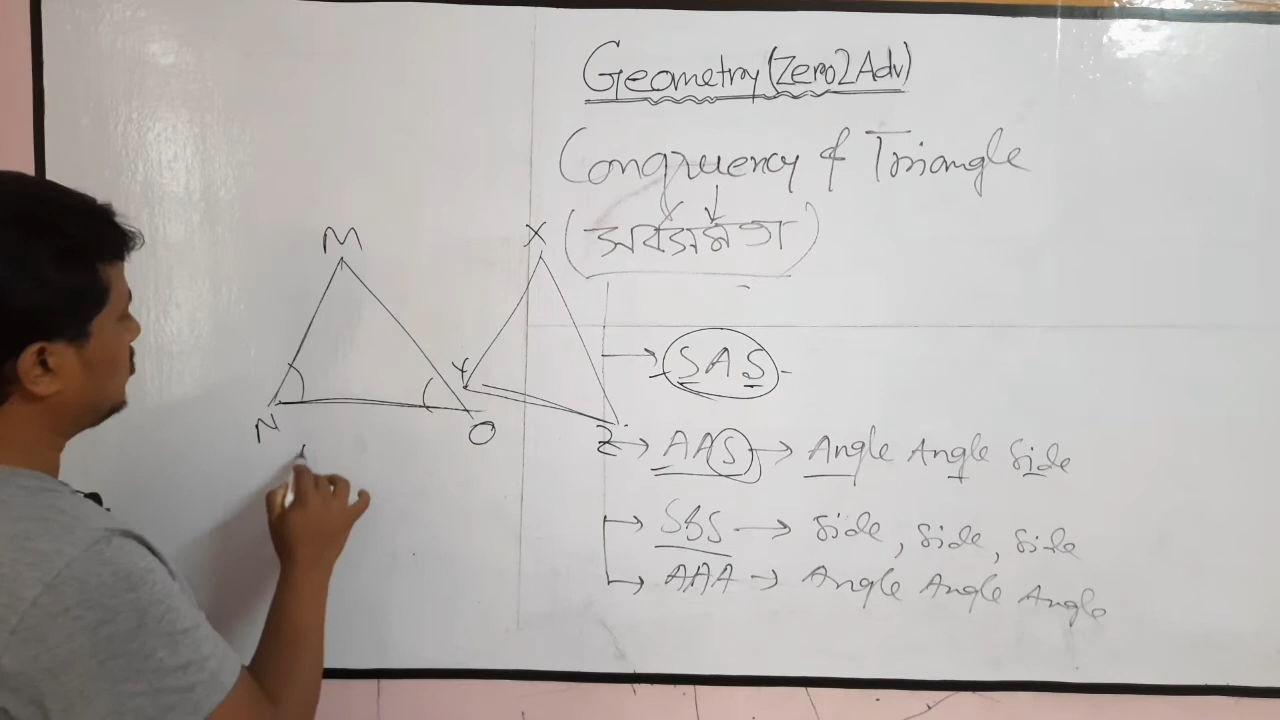 Geometry (Zero2Adv)
Congruency of Triangle
(সর্বসমতা)
M
X
Y
N
O
Z
SAS
AAS → Angle Angle Side
SSS → Side, Side, Side
AAA → Angle Angle Angle